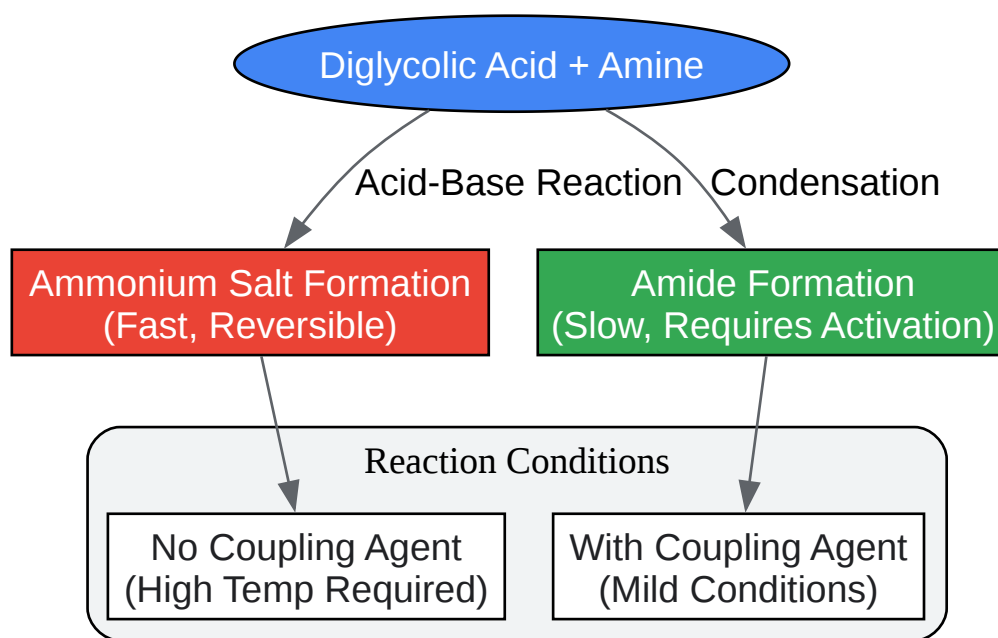 Diglycolic Acid + Amine
Acid-Base Reaction
Condensation
Ammonium Salt Formation
(Fast, Reversible)
Amide Formation
(Slow, Requires Activation)
Reaction Conditions
No Coupling Agent
(High Temp Required)
With Coupling Agent
(Mild Conditions)